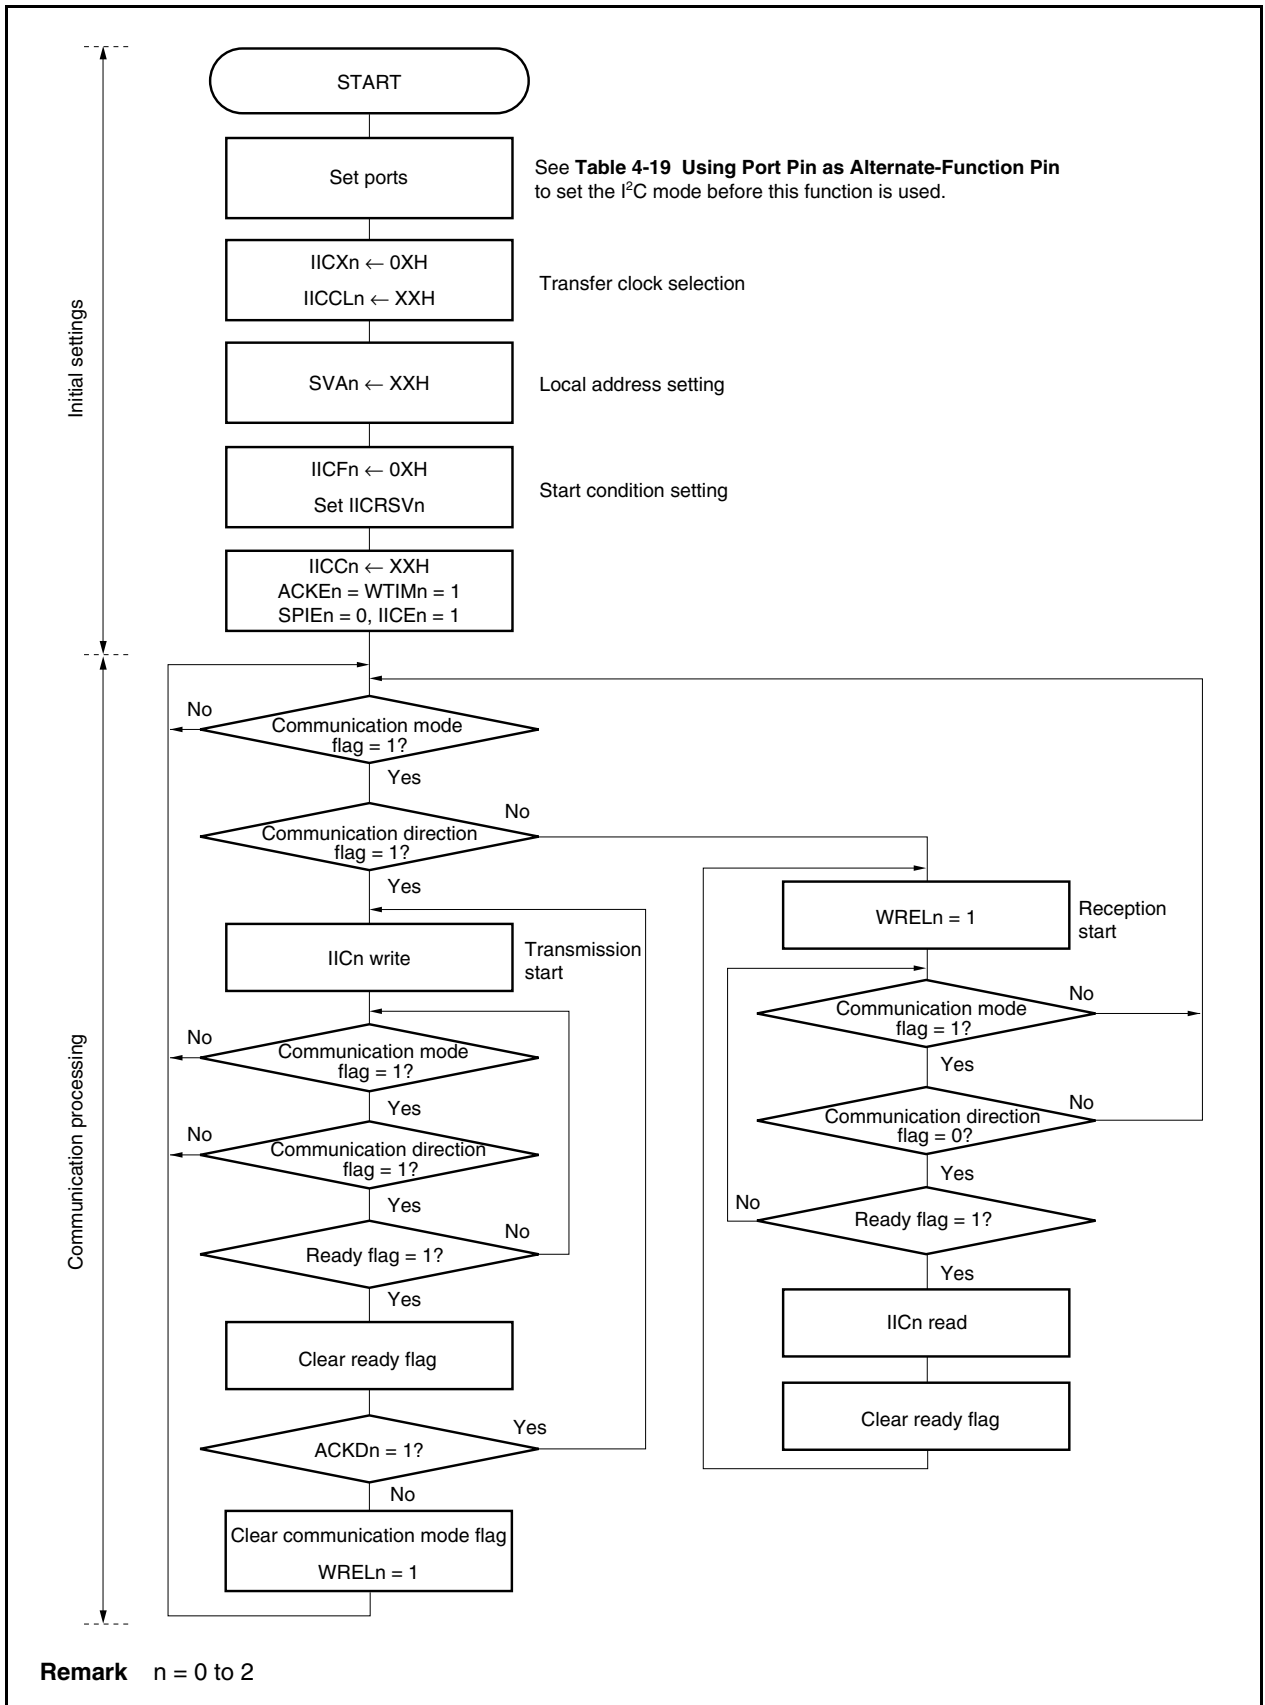 START
Set ports
See Table 4-19 Using Port Pin as Alternate-Function Pin
to set the I²C mode before this function is used.
IICXn ← 0XH
IICCLn ← XXH
Transfer clock selection
Initial settings
SVAn ← XXH
Local address setting
IICFn ← 0XH
Set IICRSVn
Start condition setting
IICCn ← XXH
ACKEn = WTIMn = 1
SPIEn = 0, IICEn = 1
No
Communication mode
flag = 1?
Yes
No
Communication direction
flag = 1?
Yes
IICn write
Transmission
start
Communication processing
No
Communication mode
flag = 1?
Yes
No
Communication direction
flag = 1?
Yes
No
Ready flag = 1?
Yes
Clear ready flag
Yes
ACKDn = 1?
No
Clear communication mode flag
WRELn = 1
WRELn = 1
Reception
start
No
Communication mode
flag = 1?
Yes
No
Communication direction
flag = 0?
Yes
No
Ready flag = 1?
Yes
IICn read
Clear ready flag
Remark n = 0 to 2